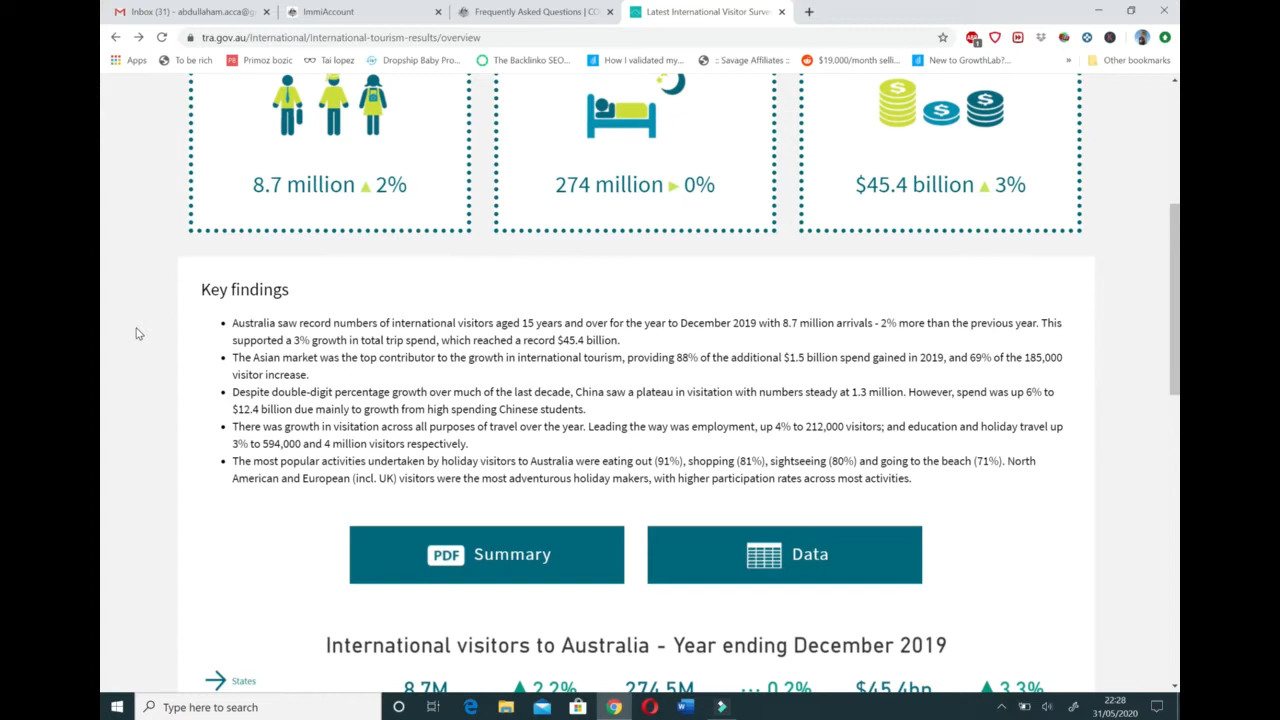 Inbox (31) - abdullaham.acca@g
ImmiAccount
Frequently Asked Questions | CO
Latest International Visitor Surve
tra.gov.au/International/International-tourism-results/overview
Apps
To be rich
Primoz bozic
Tai lopez
Dropship Baby Pro...
The Backlinko SEO...
How I validated my...
:: Savage Affiliates ::
$19,000/month selli...
New to GrowthLab?...
»
Other bookmarks
8.7 million ▲ 2%
274 million ► 0%
$45.4 billion ▲ 3%
Key findings
• Australia saw record numbers of international visitors aged 15 years and over for the year to December 2019 with 8.7 million arrivals - 2% more than the previous year. This
supported a 3% growth in total trip spend, which reached a record $45.4 billion.
• The Asian market was the top contributor to the growth in international tourism, providing 88% of the additional $1.5 billion spend gained in 2019, and 69% of the 185,000
visitor increase.
• Despite double-digit percentage growth over much of the last decade, China saw a plateau in visitation with numbers steady at 1.3 million. However, spend was up 6% to
$12.4 billion due mainly to growth from high spending Chinese students.
• There was growth in visitation across all purposes of travel over the year. Leading the way was employment, up 4% to 212,000 visitors; and education and holiday travel up
3% to 594,000 and 4 million visitors respectively.
• The most popular activities undertaken by holiday visitors to Australia were eating out (91%), shopping (81%), sightseeing (80%) and going to the beach (71%). North
American and European (incl. UK) visitors were the most adventurous holiday makers, with higher participation rates across most activities.
PDF Summary
Data
International visitors to Australia - Year ending December 2019
States
8.7M ▲ 2.2% 274.5M ... 0.2% $45.4bn ▲ 3.3%
Type here to search
22:28
31/05/2020